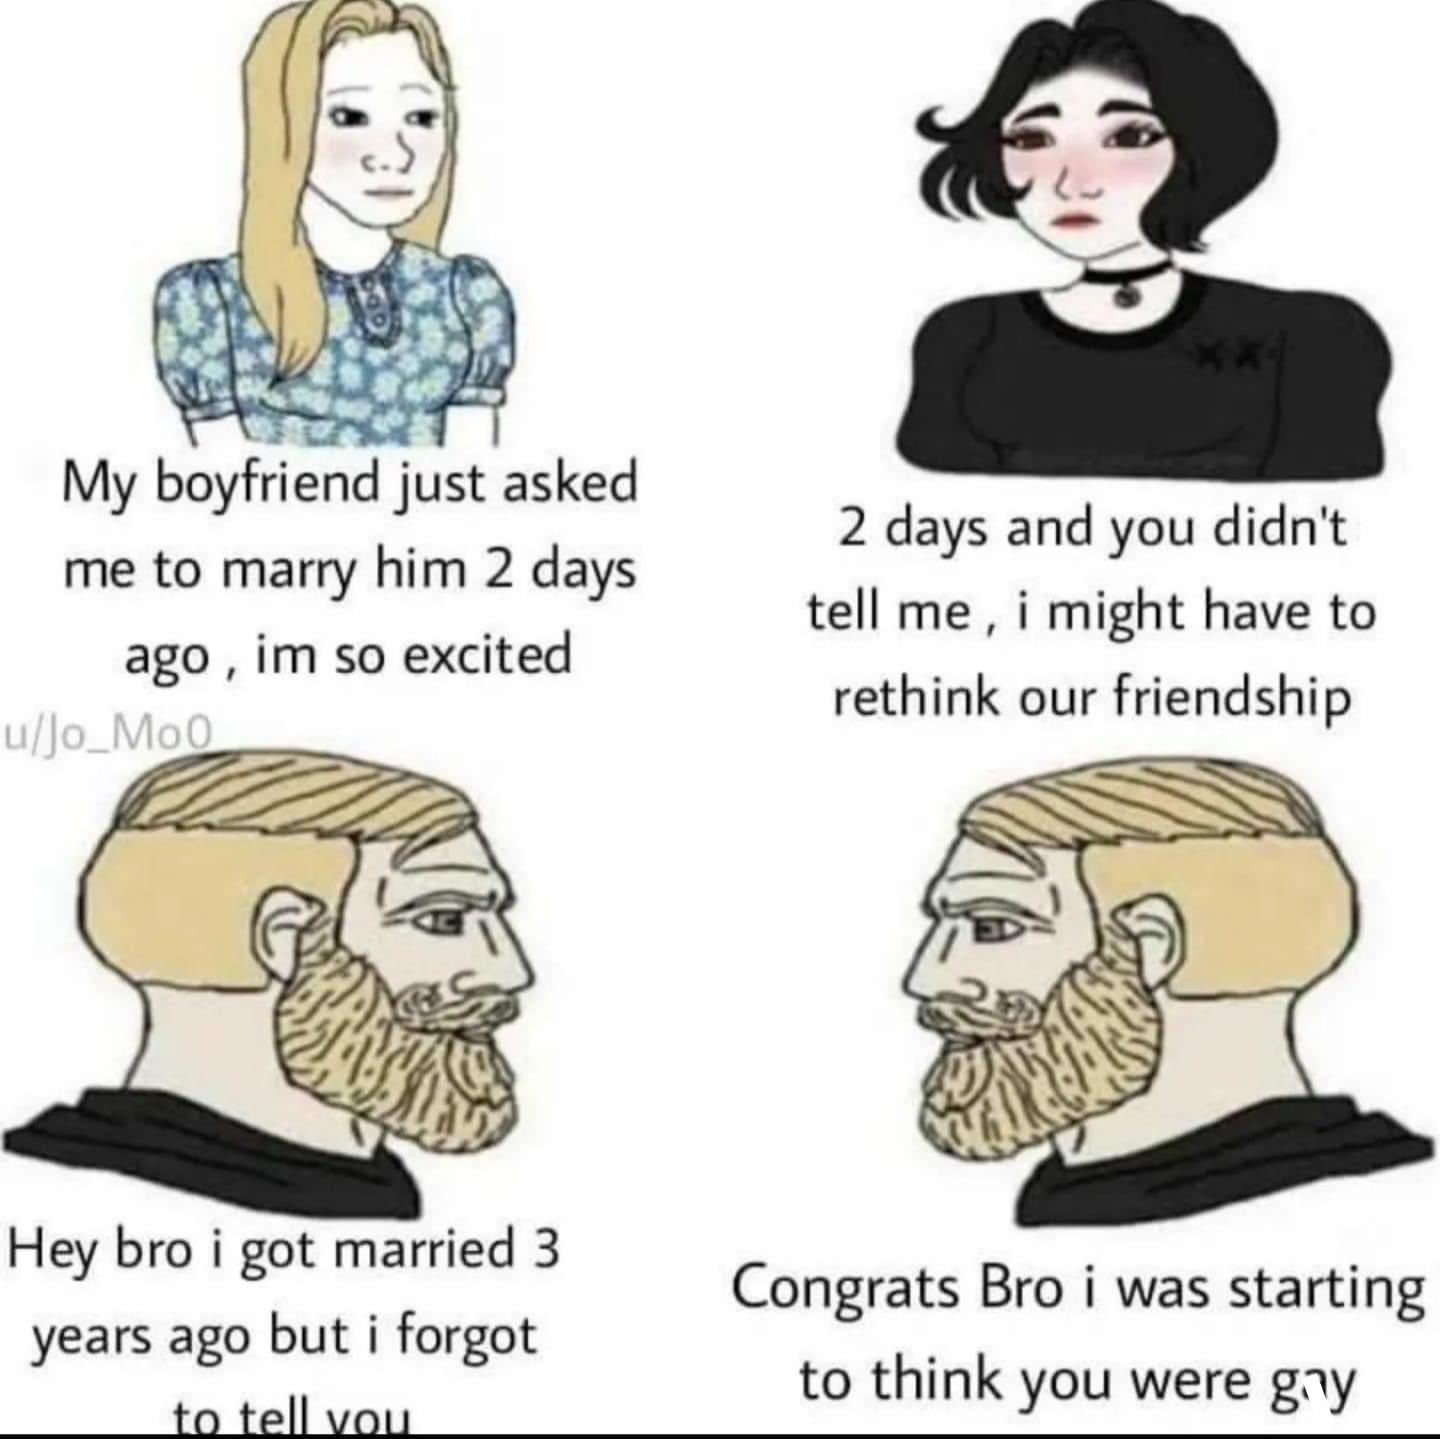 My boyfriend just asked
me to marry him 2 days
ago , im so excited
2 days and you didn't
tell me , i might have to
rethink our friendship
u/Jo_Mo0
Hey bro i got married 3
years ago but i forgot
to tell you
Congrats Bro i was starting
to think you were gay